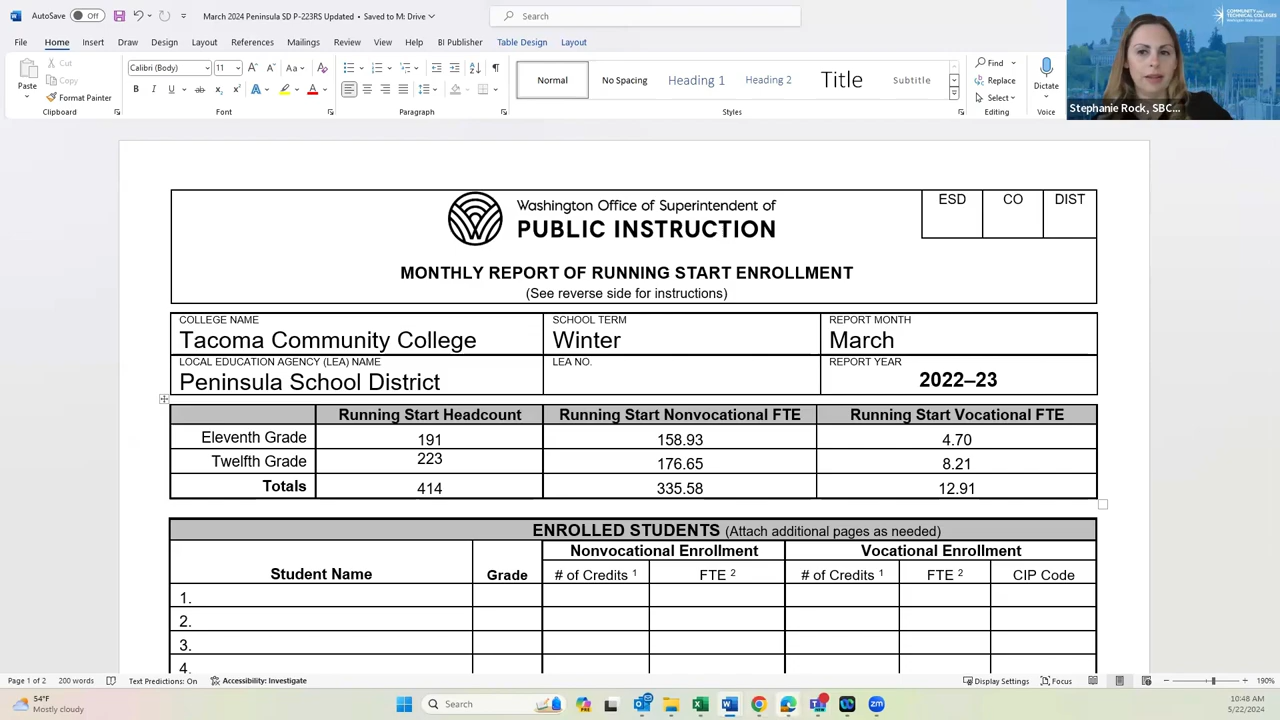 AutoSave Off March 2024 Peninsula SD P-223RS Updated • Saved to M: Drive Search
COMMUNITY AND TECHNICAL COLLEGES
File Home Insert Draw Design Layout References Mailings Review View Help BI Publisher Table Design Layout
Paste Cut Copy Format Painter Calibri (Body) 11 Normal No Spacing Heading 1 Heading 2 Title Subtitle Find Replace Select Dictate
Clipboard Font Paragraph Styles Editing Voice
Stephanie Rock, SBC...
Washington Office of Superintendent of
PUBLIC INSTRUCTION
ESD CO DIST
MONTHLY REPORT OF RUNNING START ENROLLMENT
(See reverse side for instructions)
COLLEGE NAME SCHOOL TERM REPORT MONTH
Tacoma Community College Winter March
LOCAL EDUCATION AGENCY (LEA) NAME LEA NO. REPORT YEAR
Peninsula School District 2022–23
Running Start Headcount Running Start Nonvocational FTE Running Start Vocational FTE
Eleventh Grade 191 158.93 4.70
Twelfth Grade 223 176.65 8.21
Totals 414 335.58 12.91
ENROLLED STUDENTS (Attach additional pages as needed)
Nonvocational Enrollment Vocational Enrollment
Student Name Grade # of Credits ¹ FTE ² # of Credits ¹ FTE ² CIP Code
1.
2.
3.
4.
Page 1 of 2 200 words Text Predictions: On Accessibility: Investigate Display Settings Focus 190%
54°F
Mostly cloudy
Search
10:48 AM
5/22/2024